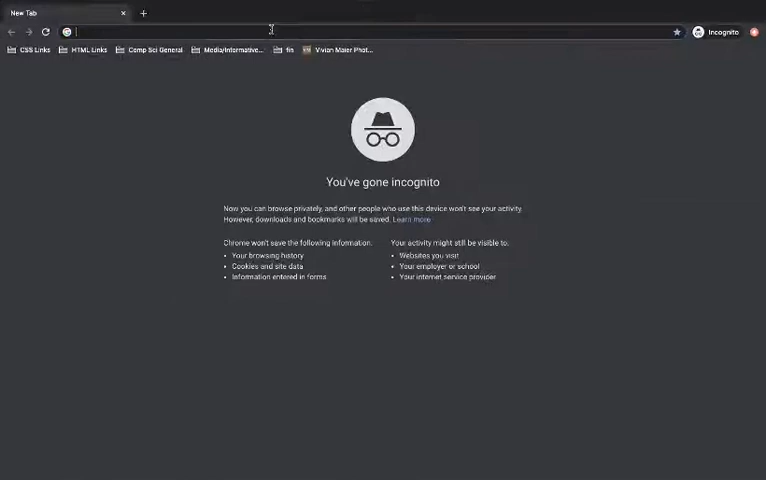 New Tab
Incognito
CSS Links HTML Links Comp Sci General Media/Informative... fin VM Vivian Maier Phot...
You've gone incognito
Now you can browse privately, and other people who use this device won't see your activity.
However, downloads and bookmarks will be saved. Learn more
Chrome won't save the following information:
• Your browsing history
• Cookies and site data
• Information entered in forms
Your activity might still be visible to:
• Websites you visit
• Your employer or school
• Your internet service provider